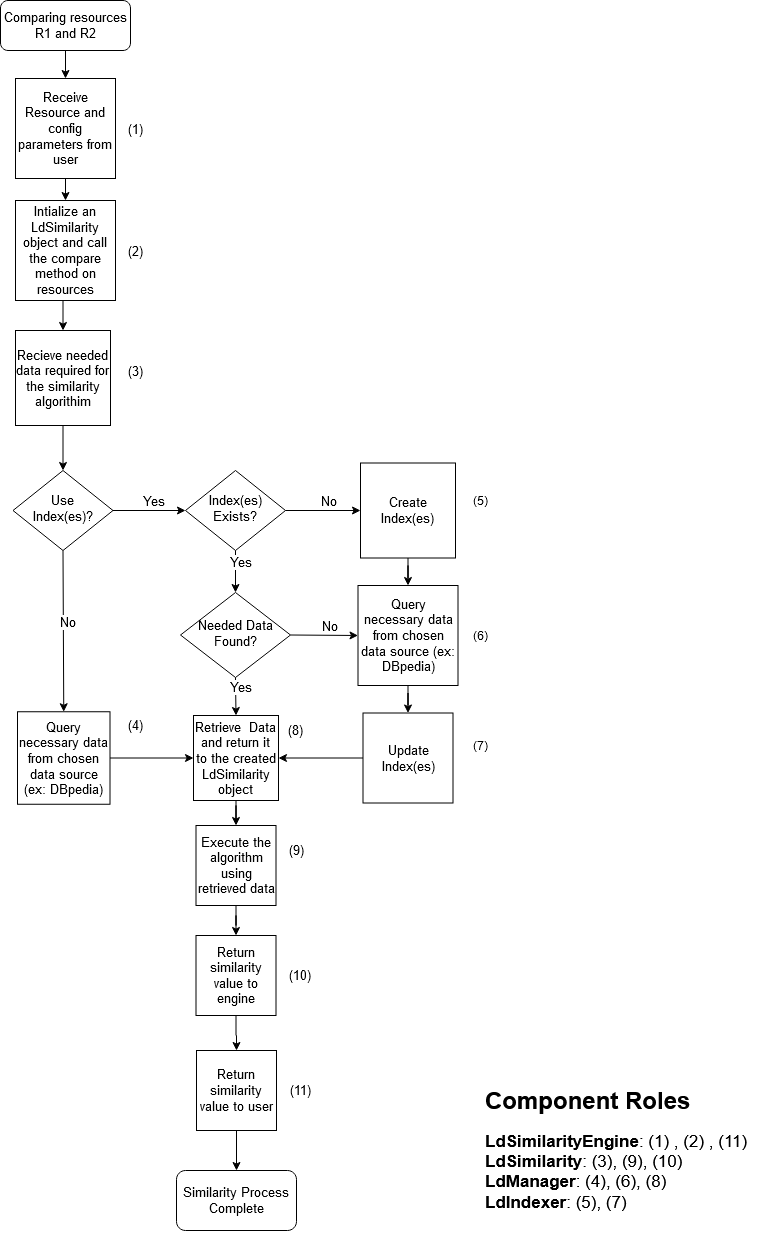 Comparing resources
R1 and R2
Receive
Resource and
config
parameters from
user
(1)
Intialize an
LdSimilarity
object and call
the compare
method on
resources
(2)
Recieve needed
data required for
the similarity
algorithim
(3)
Use
Index(es)?
Yes
Index(es)
Exists?
No
Create
Index(es)
(5)
Yes
No
Needed Data
Found?
No
Query
necessary data
from chosen
data source (ex:
DBpedia)
(6)
Yes
Query
necessary data
from chosen
data source
(ex: DBpedia)
(4)
Retrieve Data
and return it
to the created
LdSimilarity
object
(8)
Update
Index(es)
(7)
Execute the
algorithm
using
retrieved data
(9)
Return
similarity
value to
engine
(10)
Return
similarity
value to user
(11)
Similarity Process
Complete
Component Roles
LdSimilarityEngine: (1) , (2) , (11)
LdSimilarity: (3), (9), (10)
LdManager: (4), (6), (8)
LdIndexer: (5), (7)